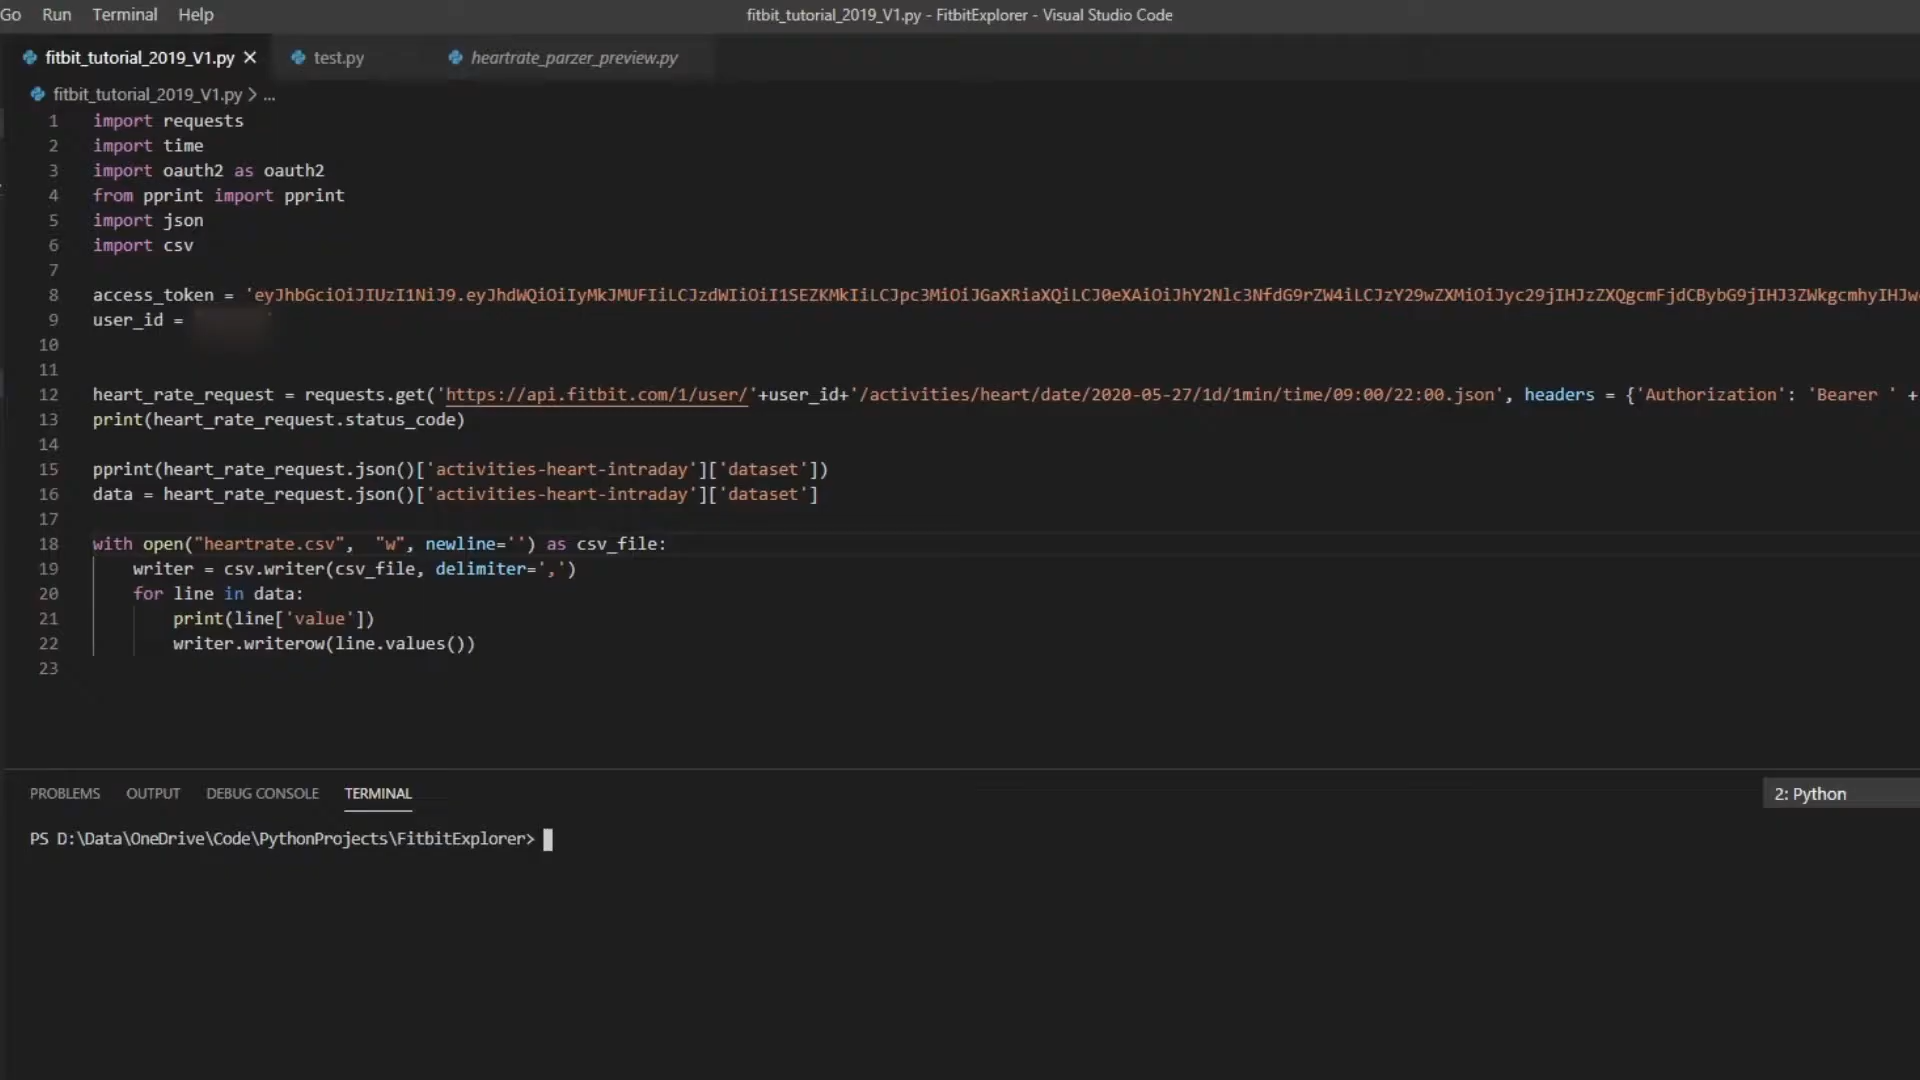 Go Run Terminal Help fitbit_tutorial_2019_V1.py - FitbitExplorer - Visual Studio Code
fitbit_tutorial_2019_V1.py × test.py heartrate_parzer_preview.py
fitbit_tutorial_2019_V1.py > ...
1 import requests
2 import time
3 import oauth2 as oauth2
4 from pprint import pprint
5 import json
6 import csv
7
8 access_token = 'eyJhbGciOiJIUzI1NiJ9.eyJhdWQiOiIyMkJMUFIiLCJzdWIiOiI1SEZKMkIiLCJpc3MiOiJGaXRiaXQiLCJ0eXAiOiJhY2Nlc3NfdG9rZW4iLCJzY29wZXMiOiJyc29jIHJzZXQgcmFjdCBybG9jIHJ3ZWkgcmhyIHJw
9 user_id =
10
11
12 heart_rate_request = requests.get('https://api.fitbit.com/1/user/'+user_id+'/activities/heart/date/2020-05-27/1d/1min/time/09:00/22:00.json', headers = {'Authorization': 'Bearer ' +
13 print(heart_rate_request.status_code)
14
15 pprint(heart_rate_request.json()['activities-heart-intraday']['dataset'])
16 data = heart_rate_request.json()['activities-heart-intraday']['dataset']
17
18 with open("heartrate.csv", "w", newline='') as csv_file:
19 writer = csv.writer(csv_file, delimiter=',')
20 for line in data:
21 print(line['value'])
22 writer.writerow(line.values())
23
PROBLEMS OUTPUT DEBUG CONSOLE TERMINAL 2: Python
PS D:\Data\OneDrive\Code\PythonProjects\FitbitExplorer>